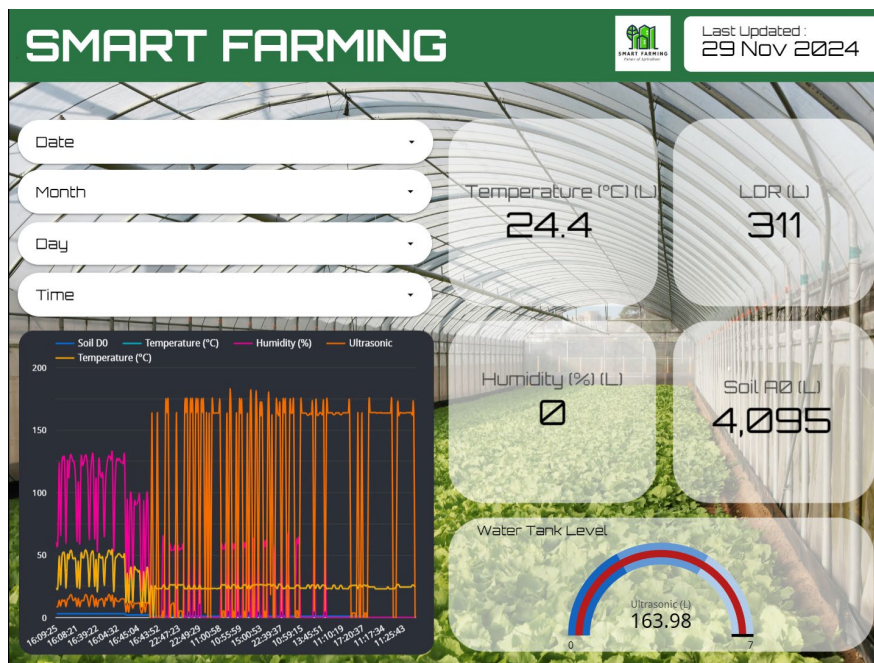 SMART FARMING
SMART FARMING
Last Updated :
29 Nov 2024
Date
Month
Day
Time
Temperature (°C) (L)
24.4
LDR (L)
311
Humidity (%) (L)
0
Soil A0 (L)
4,095
Soil D0
Temperature (°C)
Humidity (%)
Ultrasonic
Temperature (°C)
200
150
100
50
0
16:09:25
16:08:21
16:39:22
16:04:32
16:45:04
16:43:52
22:47:23
22:49:29
11:00:58
10:55:59
15:00:53
22:39:37
10:59:15
13:45:51
11:10:19
17:20:37
11:17:34
11:25:43
Water Tank Level
Ultrasonic (L)
163.98
0
7